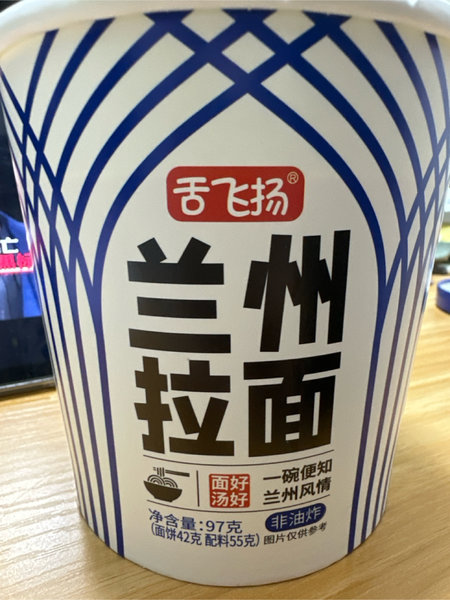 舌飞扬®
兰州
拉面
面好
汤好
一碗便知
兰州风情
净含量:97克
(面饼42克 配料55克)
非油炸
图片仅供参考